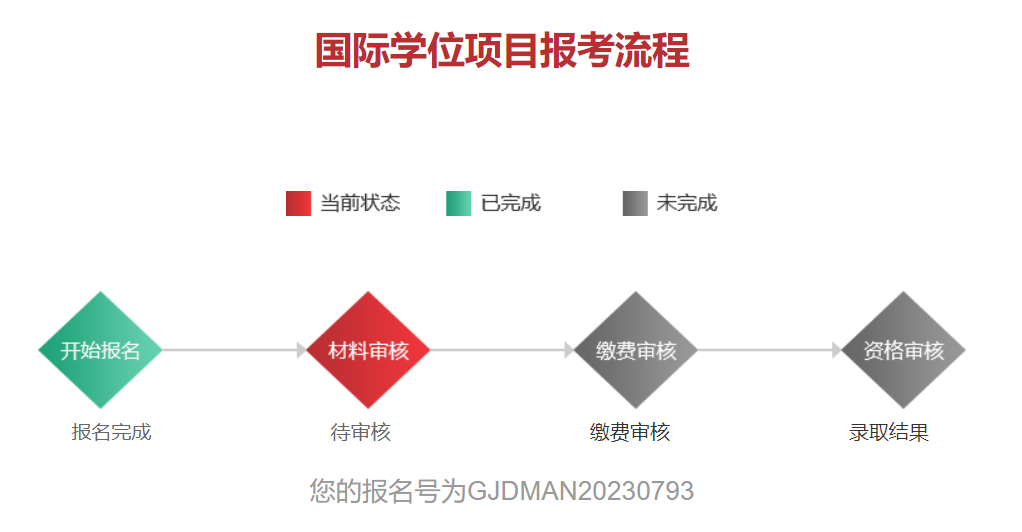 国际学位项目报考流程
当前状态 已完成 未完成
开始报名 材料审核 缴费审核 资格审核
报名完成 待审核 缴费审核 录取结果
您的报名号为GJDMAN20230793